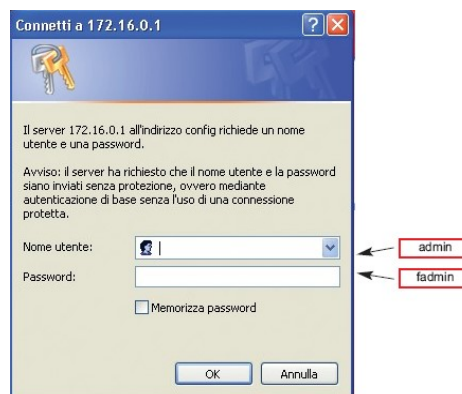 Connetti a 172.16.0.1
Il server 172.16.0.1 all'indirizzo config richiede un nome
utente e una password.
Avviso: il server ha richiesto che il nome utente e la password
siano inviati senza protezione, ovvero mediante
autenticazione di base senza l'uso di una connessione
protetta.
Nome utente:
admin
Password:
fadmin
Memorizza password
OK
Annulla